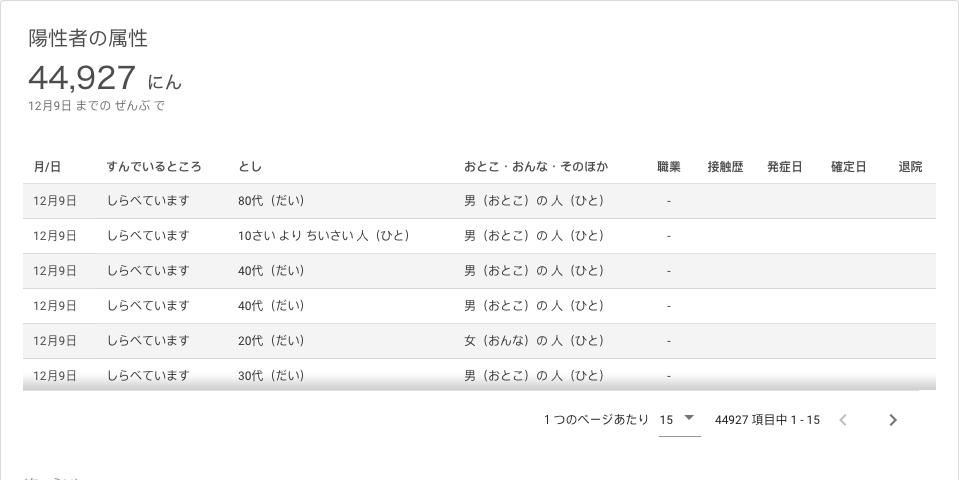 陽性者の属性
44,927 にん
12月9日 までの ぜんぶ で
月/日 すんでいるところ とし おとこ・おんな・そのほか 職業 接触歴 発症日 確定日 退院
12月9日 しらべています 80代（だい） 男（おとこ）の 人（ひと） -
12月9日 しらべています 10さい より ちいさい 人（ひと） 男（おとこ）の 人（ひと） -
12月9日 しらべています 40代（だい） 男（おとこ）の 人（ひと） -
12月9日 しらべています 40代（だい） 男（おとこ）の 人（ひと） -
12月9日 しらべています 20代（だい） 女（おんな）の 人（ひと） -
12月9日 しらべています 30代（だい） 男（おとこ）の 人（ひと） -
1 つのページあたり 15 44927 項目中 1 - 15